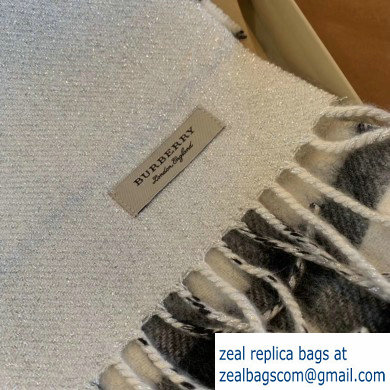 BURBERRY
London England
zeal replica bags at
zealbagscom@gmail.com